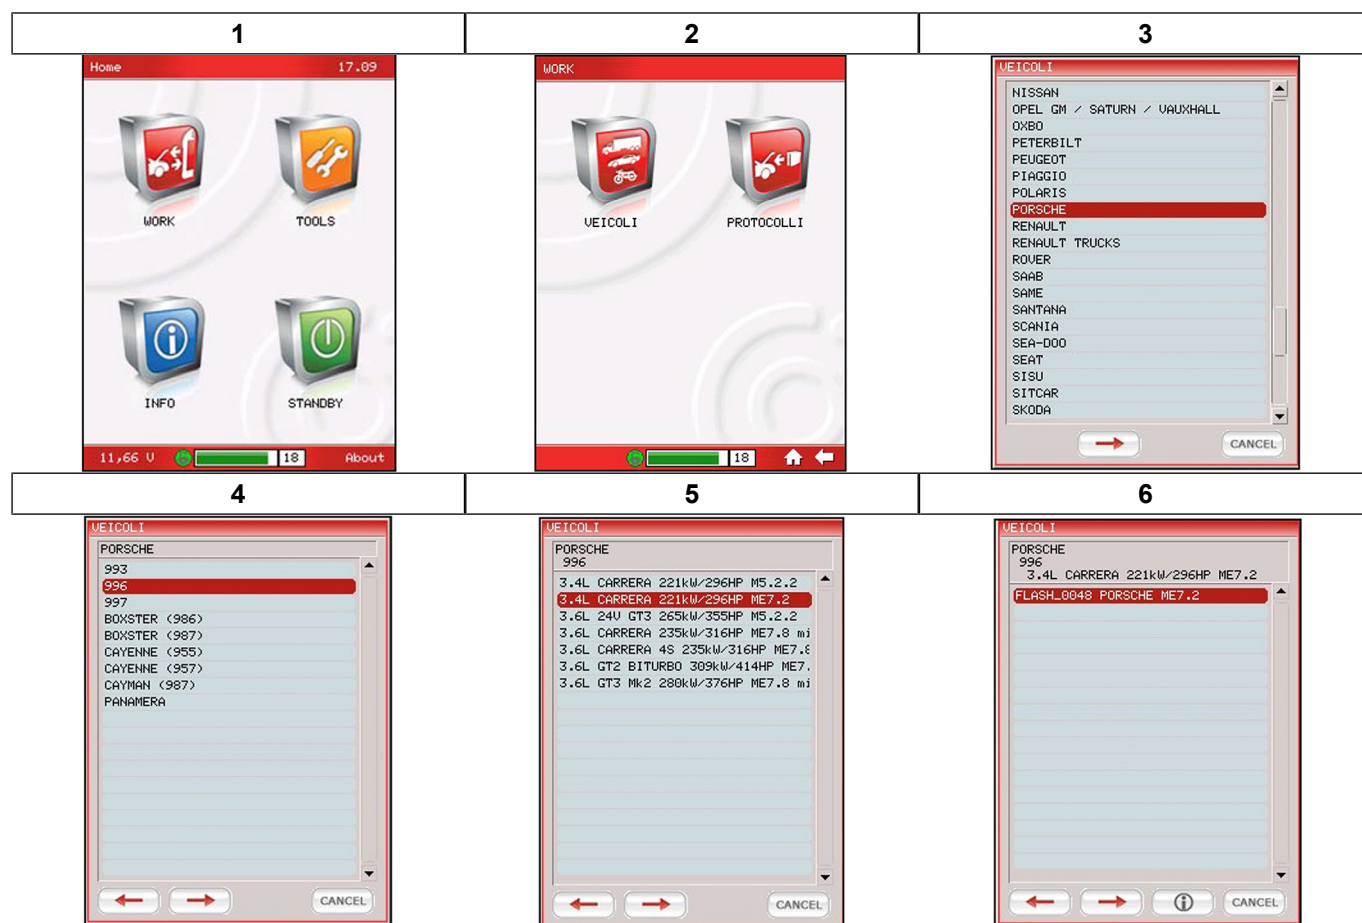 1
2
3
Home 17.09
WORK
TOOLS
INFO
STANDBY
11,66 V 18 About
WORK
VEICOLI
PROTOCOLLI
18
VEICOLI
NISSAN
OPEL GM / SATURN / VAUXHALL
OXBO
PETERBILT
PEUGEOT
PIAGGIO
POLARIS
PORSCHE
RENAULT
RENAULT TRUCKS
ROVER
SAAB
SAME
SANTANA
SCANIA
SEA-DOO
SEAT
SISU
SITCAR
SKODA
CANCEL
4
5
6
VEICOLI
PORSCHE
993
996
997
BOXSTER (986)
BOXSTER (987)
CAYENNE (955)
CAYENNE (957)
CAYMAN (987)
PANAMERA
CANCEL
VEICOLI
PORSCHE
996
3.4L CARRERA 221kW/296HP M5.2.2
3.4L CARRERA 221kW/296HP ME7.2
3.6L 24V GT3 265kW/355HP M5.2.2
3.6L CARRERA 235kW/316HP ME7.8 mi
3.6L CARRERA 4S 235kW/316HP ME7.8
3.6L GT2 BITURBO 309kW/414HP ME7.
3.6L GT3 Mk2 280kW/376HP ME7.8 mi
CANCEL
VEICOLI
PORSCHE
996
3.4L CARRERA 221kW/296HP ME7.2
FLASH_0048 PORSCHE ME7.2
CANCEL